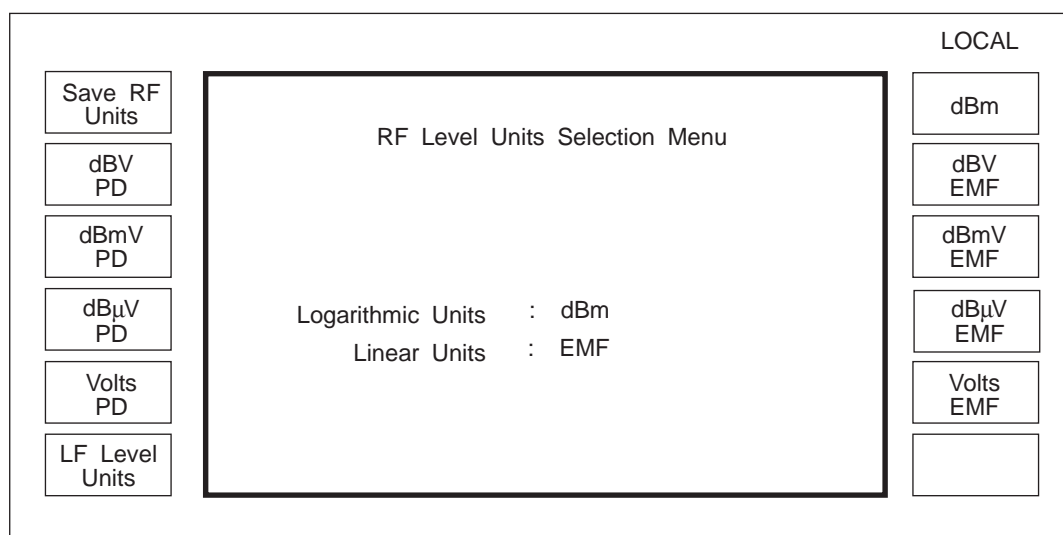 LOCAL
Save RF
Units
dBV
PD
dBmV
PD
dBμV
PD
Volts
PD
LF Level
Units
RF Level Units Selection Menu
Logarithmic Units : dBm
Linear Units : EMF
dBm
dBV
EMF
dBmV
EMF
dBμV
EMF
Volts
EMF